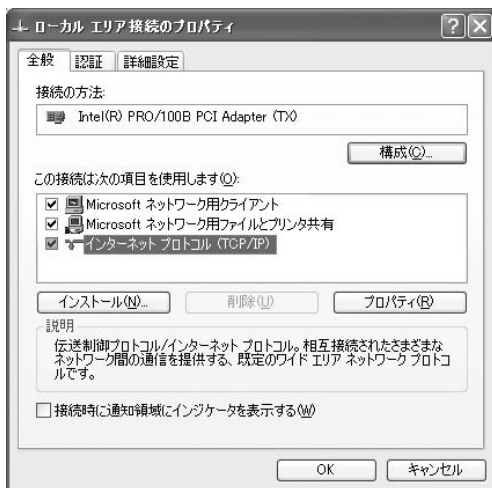 ローカル エリア接続のプロパティ
全般 認証 詳細設定
接続の方法:
Intel(R) PRO/100B PCI Adapter (TX)
構成(C)...
この接続は次の項目を使用します(O):
Microsoft ネットワーク用クライアント
Microsoft ネットワーク用ファイルとプリンタ共有
インターネット プロトコル (TCP/IP)
インストール(N)... 削除(U) プロパティ(R)
説明
伝送制御プロトコル/インターネット プロトコル。相互接続されたさまざまな
ネットワーク間の通信を提供する、既定のワイド エリア ネットワーク プロトコ
ルです。
接続時に通知領域にインジケータを表示する(W)
OK キャンセル